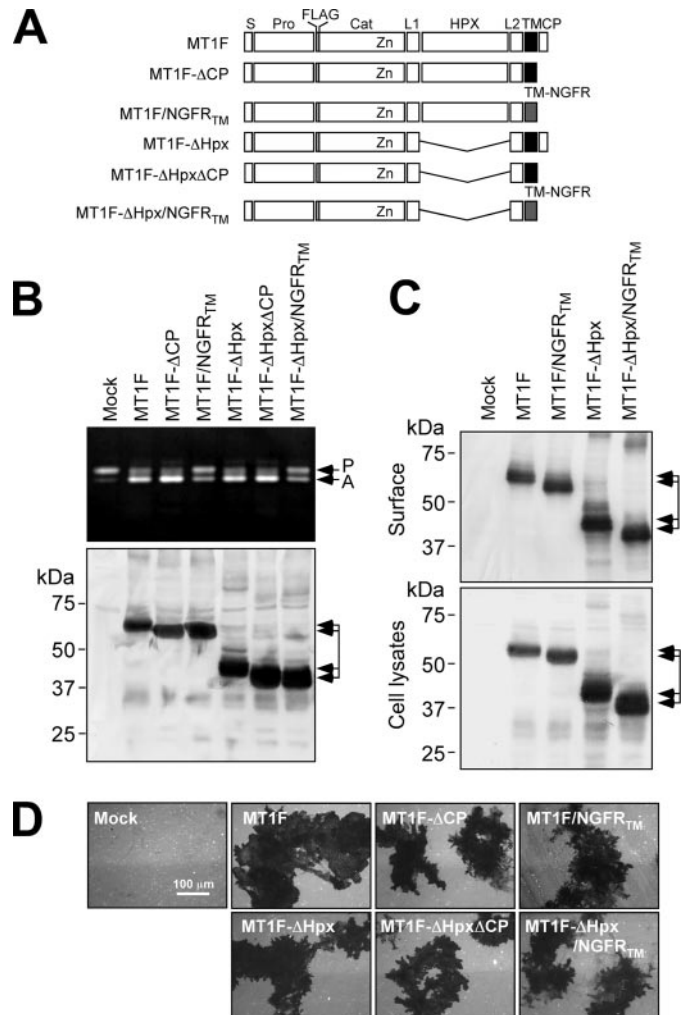 A
S Pro FLAG Cat L1 HPX L2 TM CP
MT1F Zn
MT1F-ΔCP Zn
TM-NGFR
MT1F/NGFRTM Zn
MT1F-ΔHpx Zn
MT1F-ΔHpxΔCP Zn
TM-NGFR
MT1F-ΔHpx/NGFRTM Zn
B
Mock
MT1F
MT1F-ΔCP
MT1F/NGFRTM
MT1F-ΔHpx
MT1F-ΔHpxΔCP
MT1F-ΔHpx/NGFRTM
P
A
kDa
75
50
37
25
C
Mock
MT1F
MT1F/NGFRTM
MT1F-ΔHpx
MT1F-ΔHpx/NGFRTM
kDa
75
50
37
Surface
kDa
75
50
37
25
Cell lysates
D
Mock
100 μm
MT1F
MT1F-ΔCP
MT1F/NGFRTM
MT1F-ΔHpx
MT1F-ΔHpxΔCP
MT1F-ΔHpx
/NGFRTM